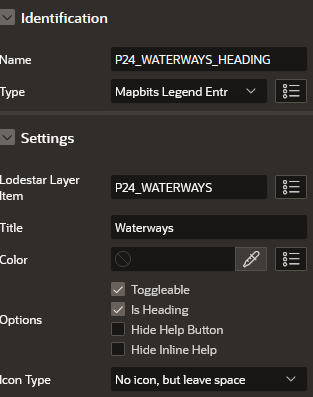 Identification
Name P24_WATERWAYS_HEADING
Type Mapbits Legend Entr
Settings
Lodestar Layer
Item P24_WATERWAYS
Title Waterways
Color
Toggleable
Is Heading
Options
Hide Help Button
Hide Inline Help
Icon Type No icon, but leave space